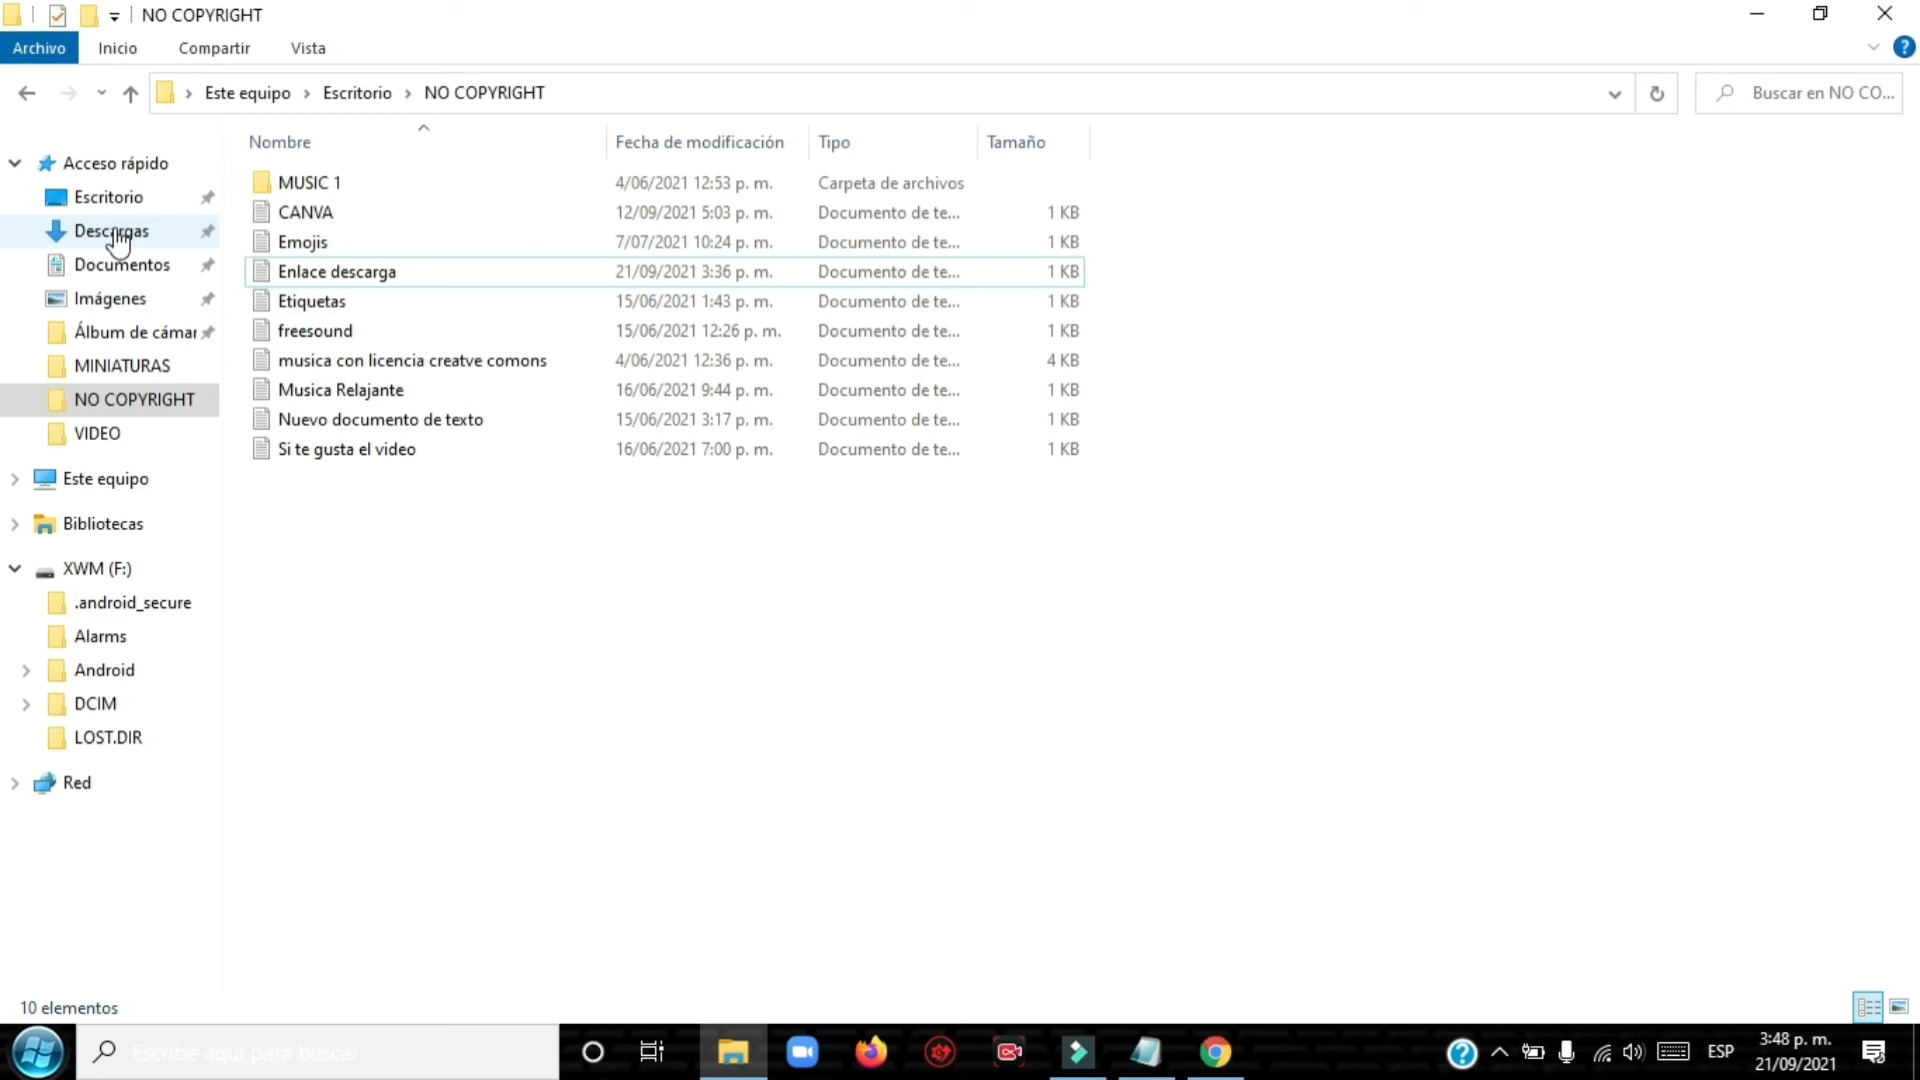 NO COPYRIGHT
Archivo Inicio Compartir Vista
Este equipo Escritorio NO COPYRIGHT Buscar en NO CO...
Nombre Fecha de modificación Tipo Tamaño
Acceso rápido
Escritorio
Descargas
Documentos
Imágenes
Álbum de cámar
MINIATURAS
NO COPYRIGHT
VIDEO
Este equipo
Bibliotecas
XWM (F:)
.android_secure
Alarms
Android
DCIM
LOST.DIR
Red
MUSIC 1 4/06/2021 12:53 p. m. Carpeta de archivos
CANVA 12/09/2021 5:03 p. m. Documento de te... 1 KB
Emojis 7/07/2021 10:24 p. m. Documento de te... 1 KB
Enlace descarga 21/09/2021 3:36 p. m. Documento de te... 1 KB
Etiquetas 15/06/2021 1:43 p. m. Documento de te... 1 KB
freesound 15/06/2021 12:26 p. m. Documento de te... 1 KB
musica con licencia creatve comons 4/06/2021 12:36 p. m. Documento de te... 4 KB
Musica Relajante 16/06/2021 9:44 p. m. Documento de te... 1 KB
Nuevo documento de texto 15/06/2021 3:17 p. m. Documento de te... 1 KB
Si te gusta el video 16/06/2021 7:00 p. m. Documento de te... 1 KB
10 elementos
Escribe aquí para buscar
ESP
3:48 p. m.
21/09/2021